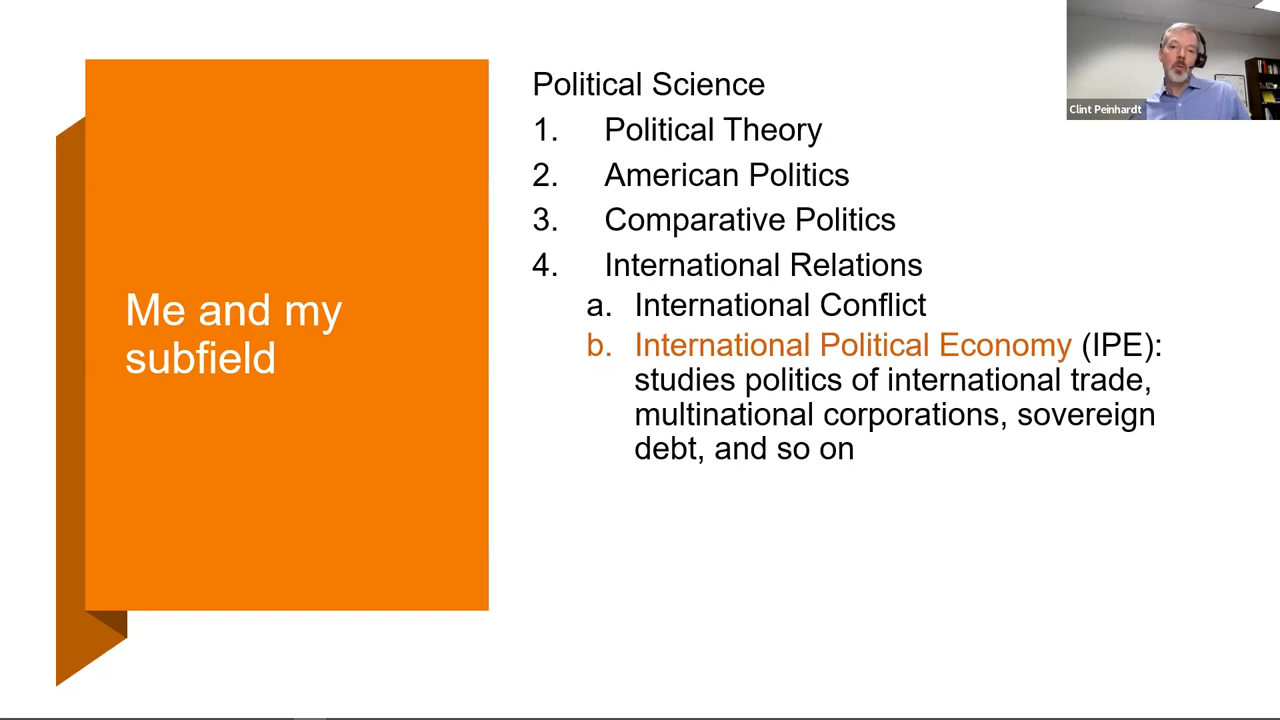 Me and my
subfield
Political Science
1. Political Theory
2. American Politics
3. Comparative Politics
4. International Relations
a. International Conflict
b. International Political Economy (IPE):
studies politics of international trade,
multinational corporations, sovereign
debt, and so on
Clint Peinhardt